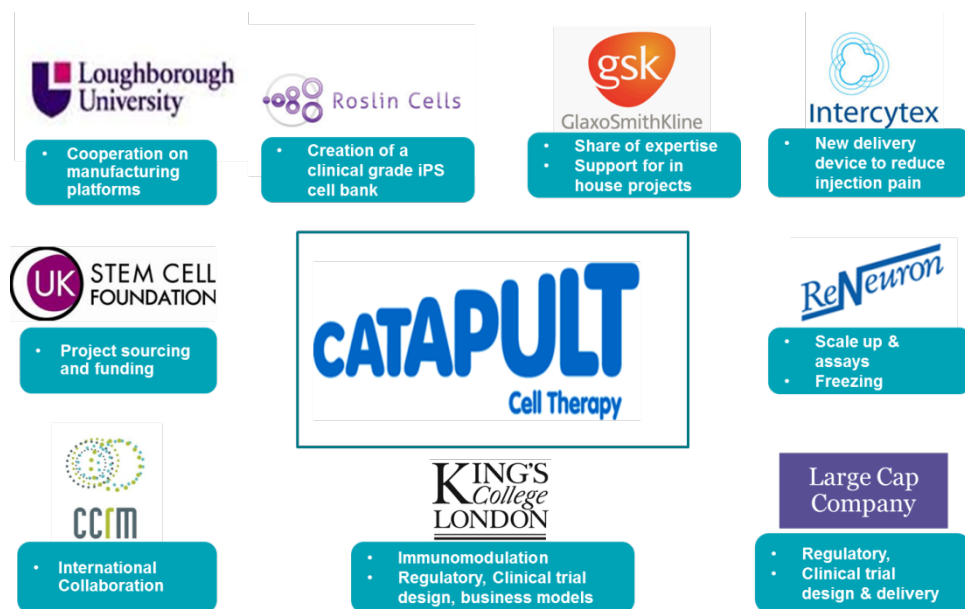 Loughborough
University
• Cooperation on
manufacturing
platforms
Roslin Cells
• Creation of a
clinical grade iPS
cell bank
gsk
GlaxoSmithKline
• Share of expertise
• Support for in
house projects
Intercytex
• New delivery
device to reduce
injection pain
UK STEM CELL
FOUNDATION
• Project sourcing
and funding
CATAPULT
Cell Therapy
ReNeuron
• Scale up &
assays
• Freezing
ccrm
• International
Collaboration
KING'S
College
LONDON
• Immunomodulation
• Regulatory, Clinical trial
design, business models
Large Cap
Company
• Regulatory,
• Clinical trial
design & delivery